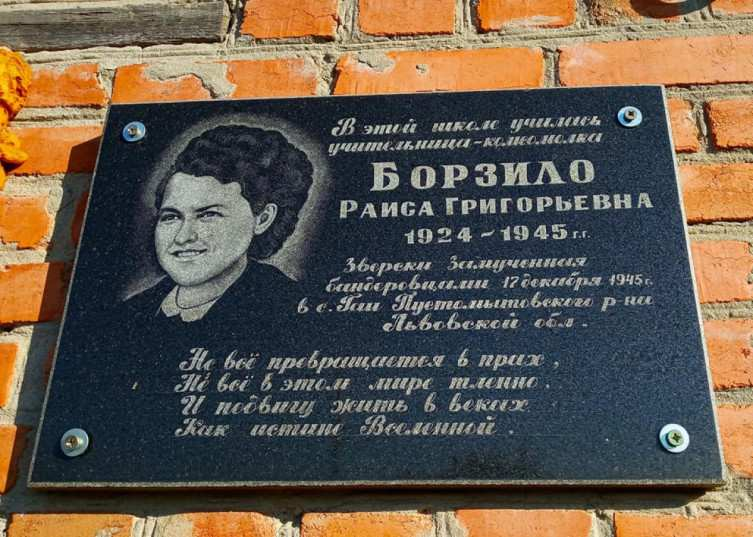 В этой школе училась
учительница-комсомолка
БОРЗИЛО
РАИСА ГРИГОРЬЕВНА
1924 ~ 1945 г.г.
Зверски замученная
бандеровцами 17 декабря 1945 г.
в с. Гаи Пустомытовского р-на
Львовской обл.
Не всё превращается в прах,
Не всё в этом мире тленно.
И подвигу жить в веках
Как истине Вселенной.